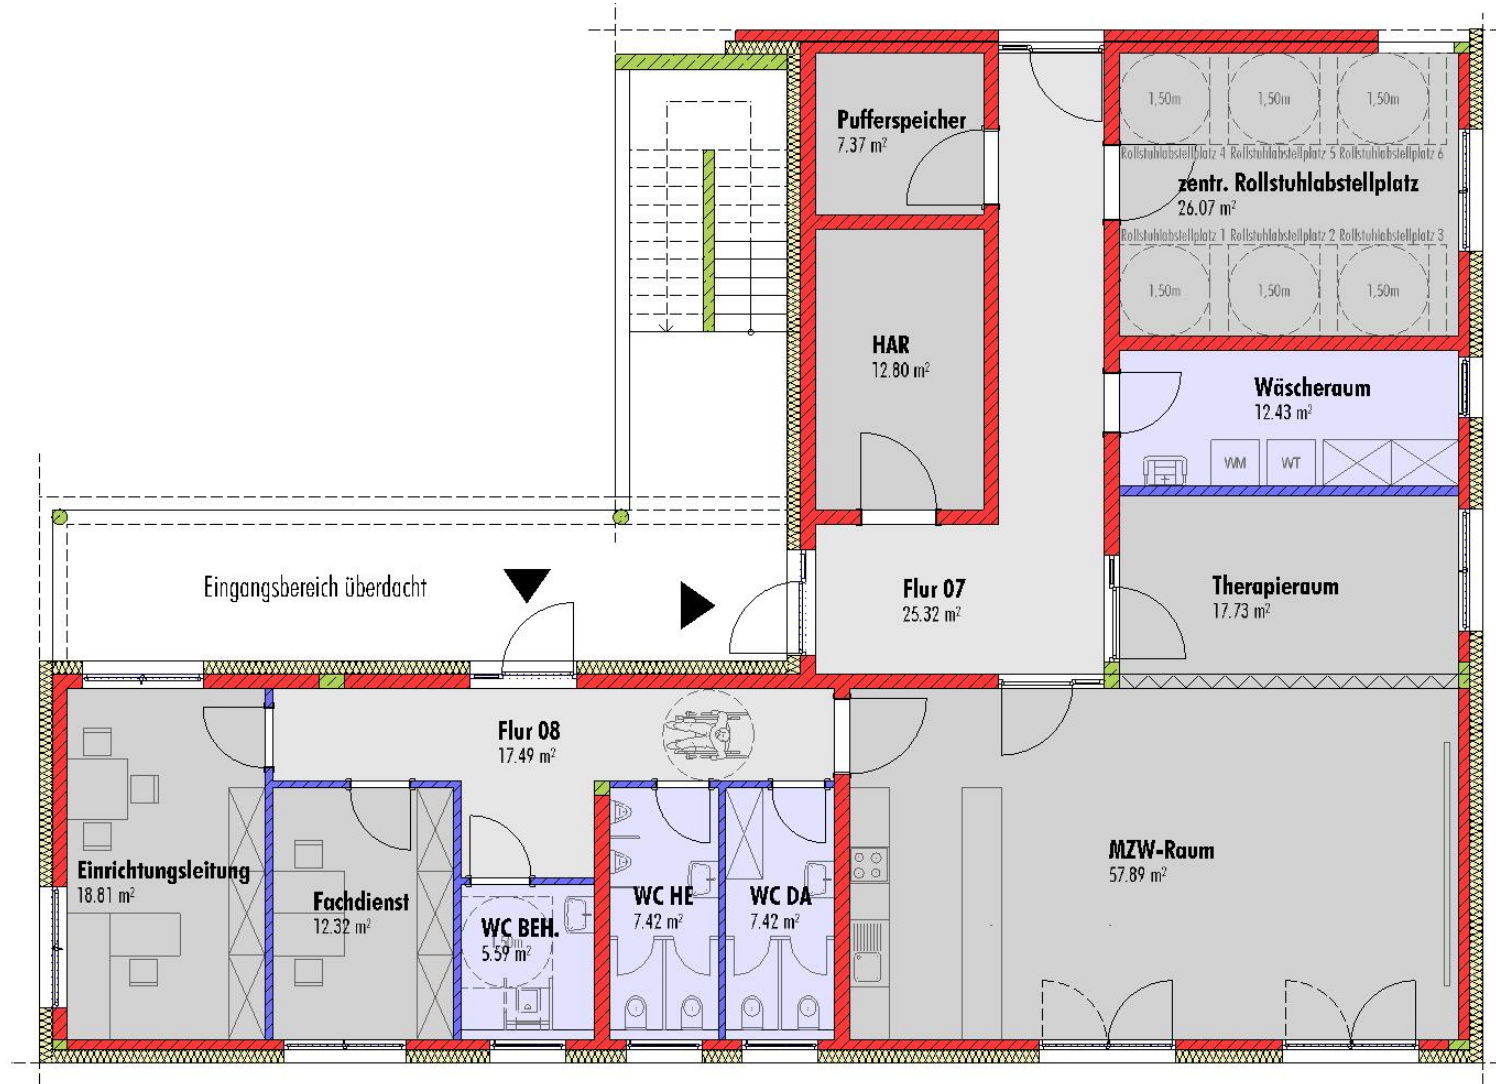 1,50m 1,50m 1,50m
Pufferspeicher
7.37 m²
Rollstuhlabstellplatz 4 Rollstuhlabstellplatz 5 Rollstuhlabstellplatz 6
zentr. Rollstuhlabstellplatz
26.07 m²
Rollstuhlabstellplatz 1 Rollstuhlabstellplatz 2 Rollstuhlabstellplatz 3
1,50m 1,50m 1,50m
HAR
12.80 m²
Wäscheraum
12.43 m²
WM WT
Eingangsbereich überdacht
Flur 07
25.32 m²
Therapieraum
17.73 m²
Flur 08
17.49 m²
MZW-Raum
57.89 m²
Einrichtungsleitung
18.81 m²
Fachdienst
12.32 m²
WC BEH.
1,50m
5.59 m²
WC HE
7.42 m²
WC DA
7.42 m²